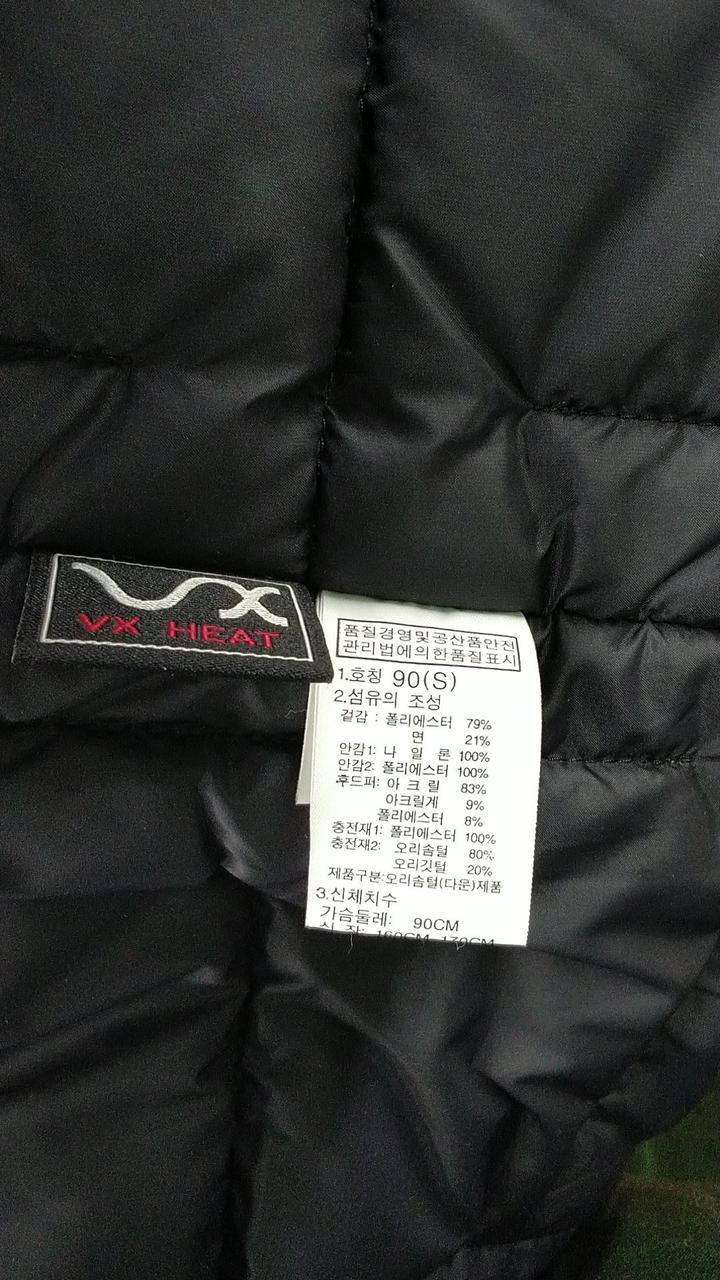 VX
VX HEAT
품질경영및공산품안전
관리법에의한품질표시
1.호칭 90(S)
2.섬유의 조성
겉감 : 폴리에스터 79%
면 21%
안감1: 나 일 론 100%
안감2: 폴리에스터 100%
후드퍼: 아 크 릴 83%
아크릴계 9%
폴리에스터 8%
충전재1: 폴리에스터 100%
충전재2: 오리솜털 80%
오리깃털 20%
제품구분:오리솜털(다운)제품
3.신체치수
가슴둘레: 90CM
신 장: 160CM-170CM